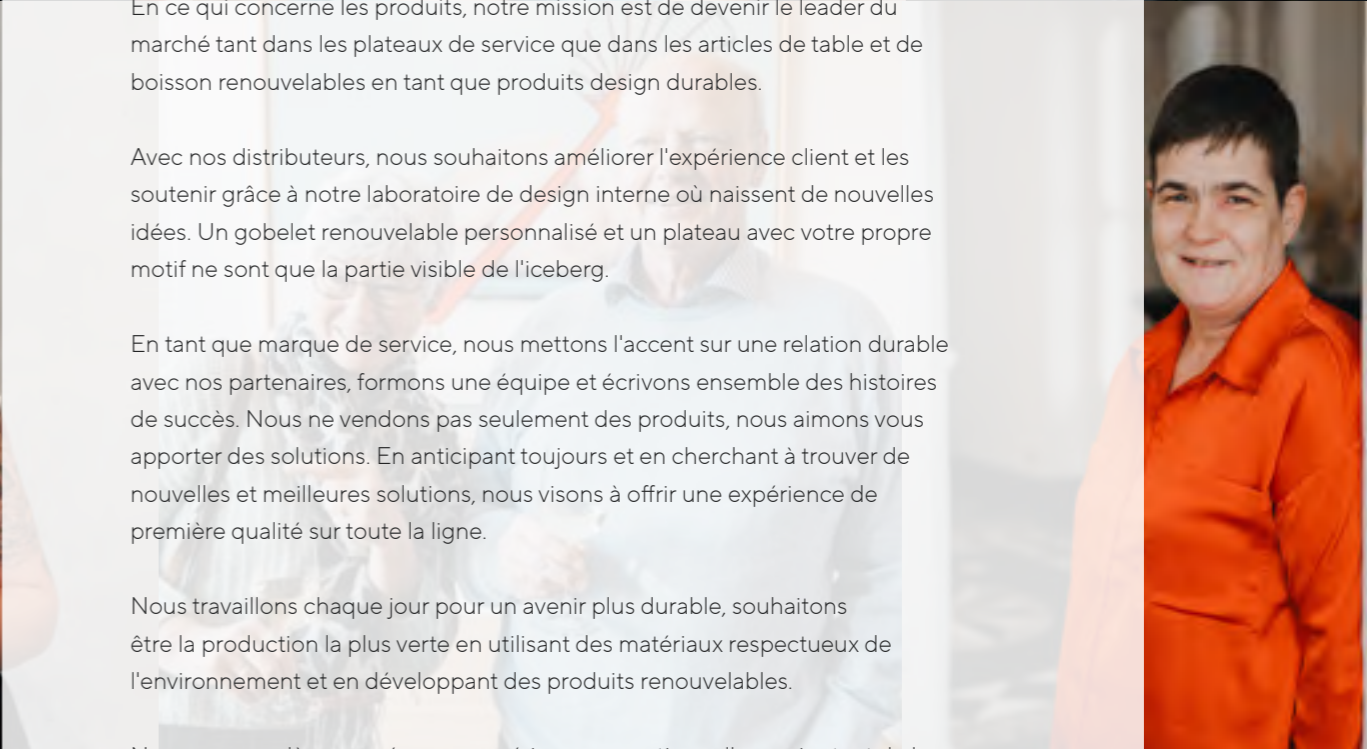 En ce qui concerne les produits, notre mission est de devenir le leader du
marché tant dans les plateaux de service que dans les articles de table et de
boisson renouvelables en tant que produits design durables.
Avec nos distributeurs, nous souhaitons améliorer l'expérience client et les
soutenir grâce à notre laboratoire de design interne où naissent de nouvelles
idées. Un gobelet renouvelable personnalisé et un plateau avec votre propre
motif ne sont que la partie visible de l'iceberg.
En tant que marque de service, nous mettons l'accent sur une relation durable
avec nos partenaires, formons une équipe et écrivons ensemble des histoires
de succès. Nous ne vendons pas seulement des produits, nous aimons vous
apporter des solutions. En anticipant toujours et en cherchant à trouver de
nouvelles et meilleures solutions, nous visons à offrir une expérience de
première qualité sur toute la ligne.
Nous travaillons chaque jour pour un avenir plus durable, souhaitons
être la production la plus verte en utilisant des matériaux respectueux de
l'environnement et en développant des produits renouvelables.